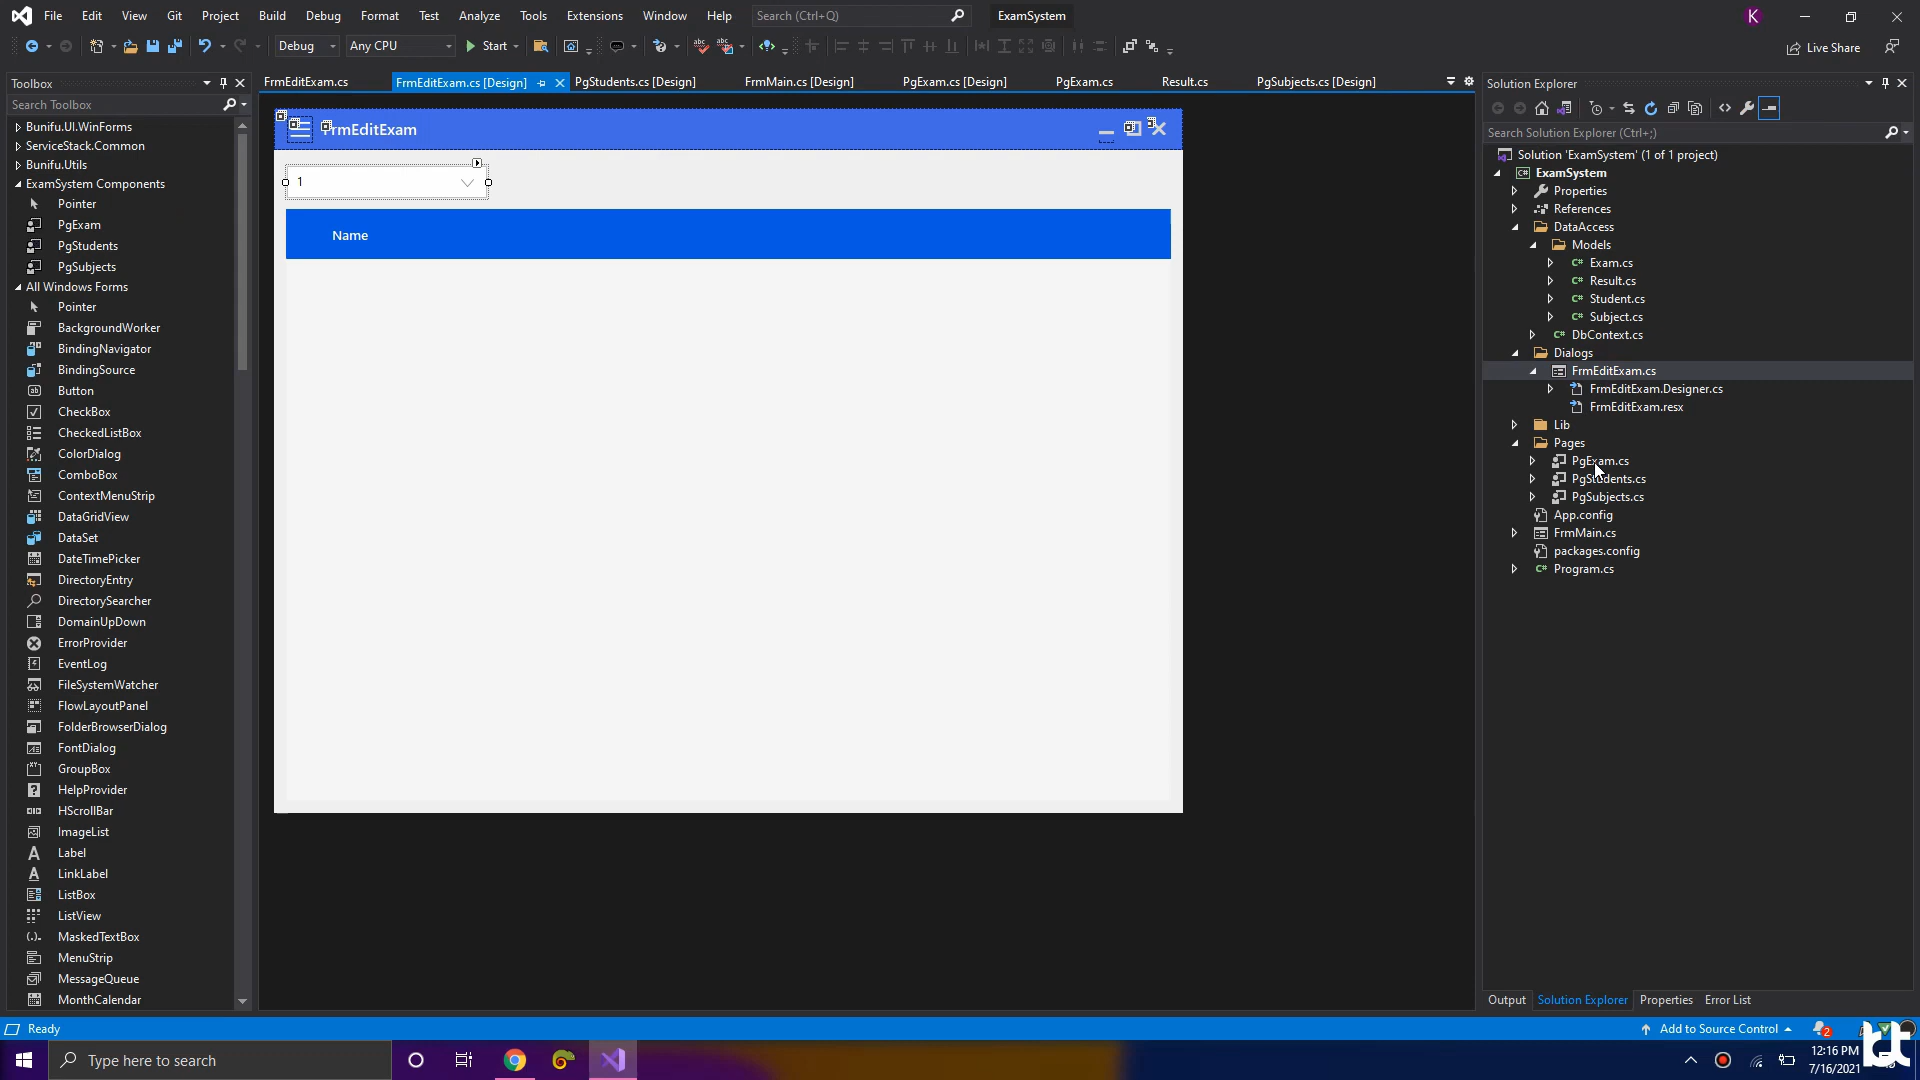 File Edit View Git Project Build Debug Format Test Analyze Tools Extensions Window Help Search (Ctrl+Q) ExamSystem K
Debug Any CPU Start Live Share
Toolbox
Search Toolbox
Bunifu.UI.WinForms
ServiceStack.Common
Bunifu.Utils
ExamSystem Components
Pointer
PgExam
PgStudents
PgSubjects
All Windows Forms
Pointer
BackgroundWorker
BindingNavigator
BindingSource
Button
CheckBox
CheckedListBox
ColorDialog
ComboBox
ContextMenuStrip
DataGridView
DataSet
DateTimePicker
DirectoryEntry
DirectorySearcher
DomainUpDown
ErrorProvider
EventLog
FileSystemWatcher
FlowLayoutPanel
FolderBrowserDialog
FontDialog
GroupBox
HelpProvider
HScrollBar
ImageList
Label
LinkLabel
ListBox
ListView
MaskedTextBox
MenuStrip
MessageQueue
MonthCalendar
FrmEditExam.cs FrmEditExam.cs [Design] PgStudents.cs [Design] FrmMain.cs [Design] PgExam.cs [Design] PgExam.cs Result.cs PgSubjects.cs [Design]
FrmEditExam
1
Name
Solution Explorer
Search Solution Explorer (Ctrl+;)
Solution 'ExamSystem' (1 of 1 project)
ExamSystem
Properties
References
DataAccess
Models
Exam.cs
Result.cs
Student.cs
Subject.cs
DbContext.cs
Dialogs
FrmEditExam.cs
FrmEditExam.Designer.cs
FrmEditExam.resx
Lib
Pages
PgExam.cs
PgStudents.cs
PgSubjects.cs
App.config
FrmMain.cs
packages.config
Program.cs
Output Solution Explorer Properties Error List
Ready Add to Source Control 2
Type here to search
12:16 PM
7/16/2021